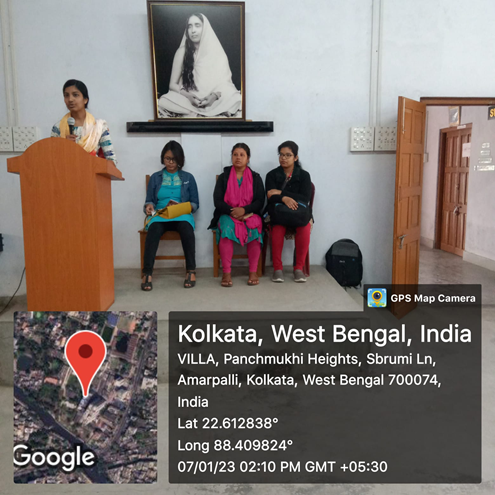 GPS Map Camera
Kolkata, West Bengal, India
VILLA, Panchmukhi Heights, Sbrumi Ln,
Amarpalli, Kolkata, West Bengal 700074,
India
Lat 22.612838°
Long 88.409824°
07/01/23 02:10 PM GMT +05:30
Google